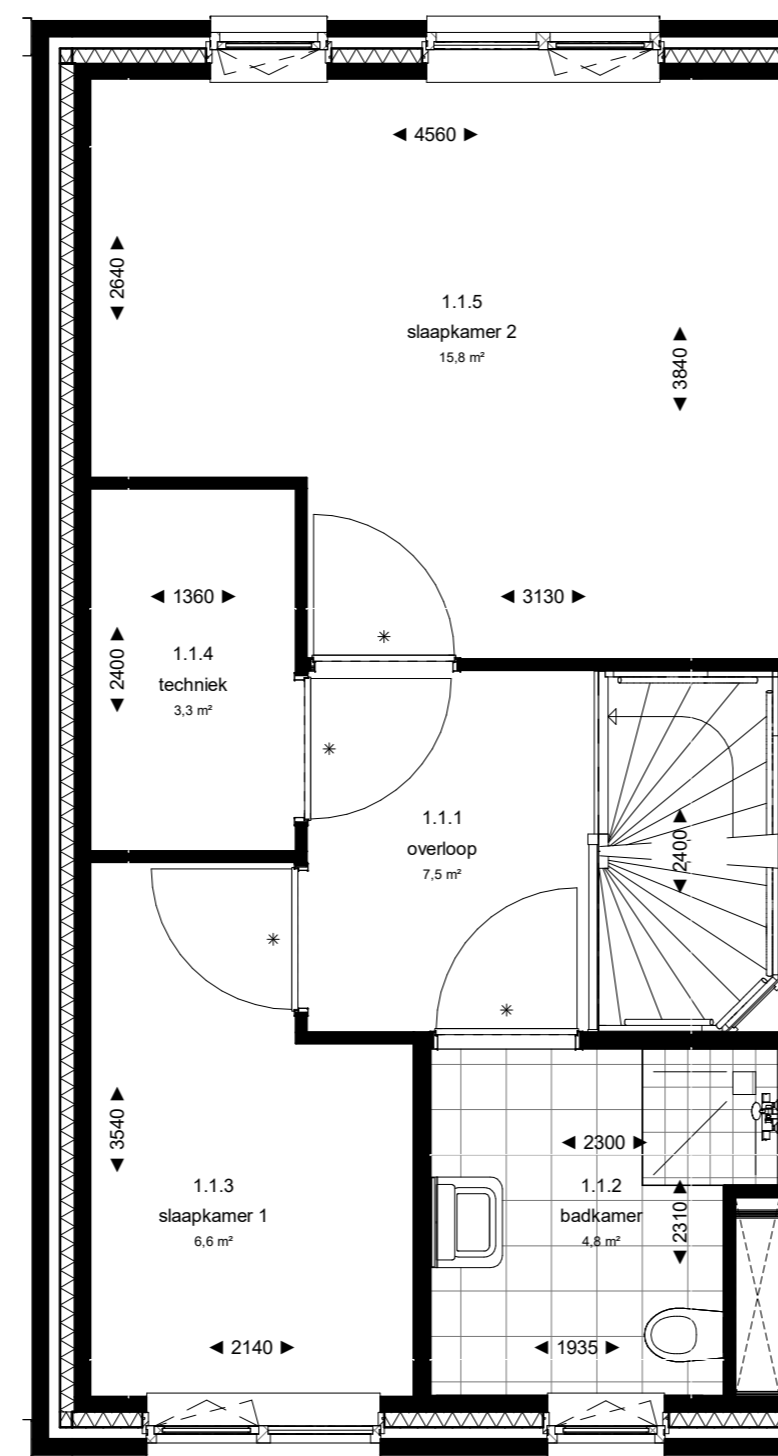 ◄ 4560 ►
◄ 2640 ►
1.1.5
slaapkamer 2
15,8 m²
◄ 3840 ►
◄ 1360 ►
◄ 3130 ►
◄ 2400 ►
1.1.4
techniek
3,3 m²
*
*
1.1.1
overloop
7,5 m²
◄ 2400 ►
*
*
◄ 3540 ►
◄ 2300 ►
1.1.3
slaapkamer 1
6,6 m²
1.1.2
badkamer
4,8 m²
◄ 2310 ►
◄ 2140 ►
◄ 1935 ►